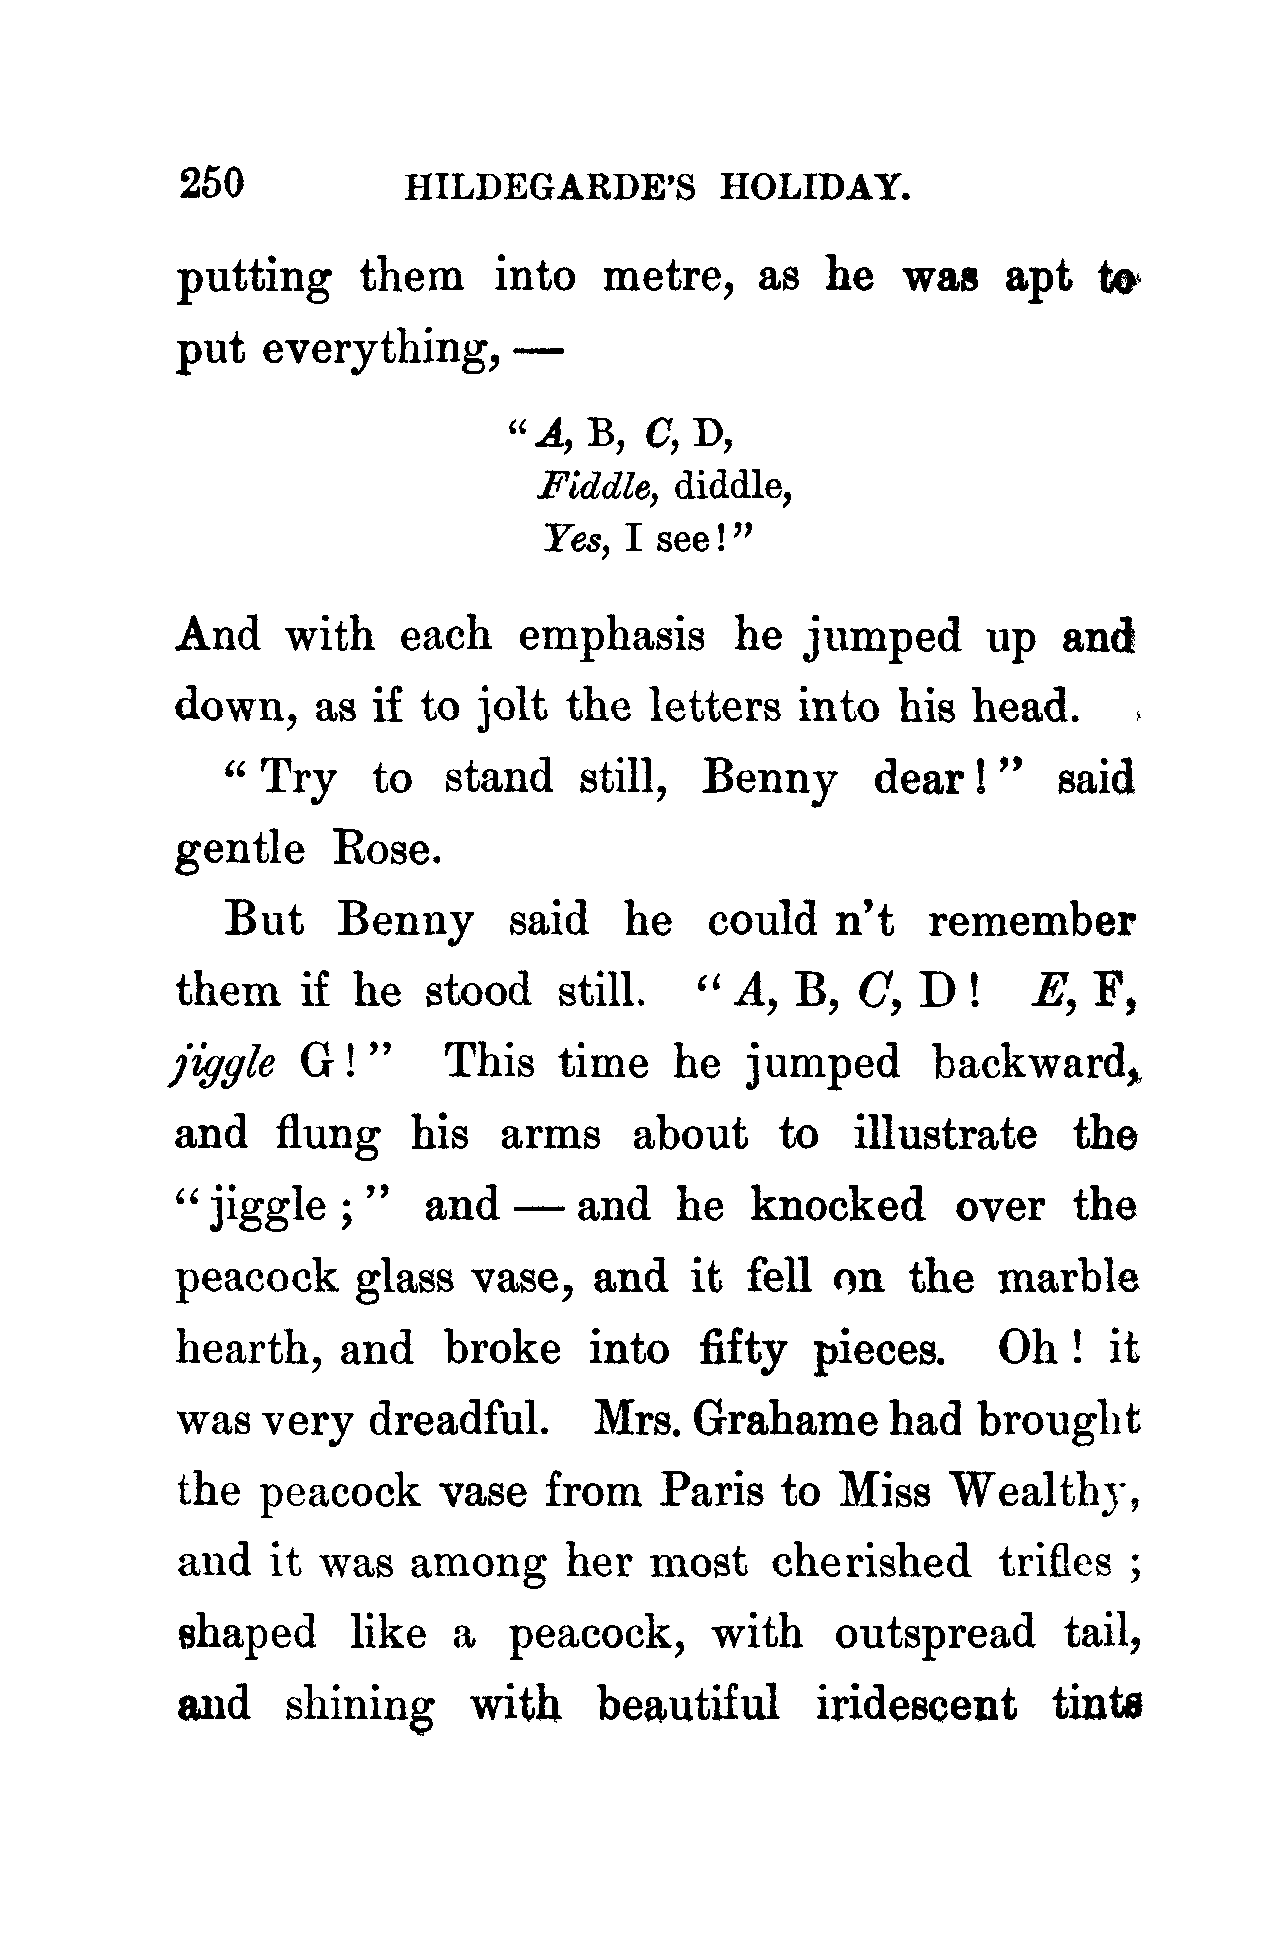 250 HILDEGARDE'S HOLIDAY.
putting them into metre, as he was apt to
put everything, —
"A, B, C, D,
Fiddle, diddle,
Yes, I see!"
And with each emphasis he jumped up and
down, as if to jolt the letters into his head.
"Try to stand still, Benny dear!" said
gentle Rose.
But Benny said he could n't remember
them if he stood still. "A, B, C, D! E, F,
jiggle G!" This time he jumped backward,
and flung his arms about to illustrate the
"jiggle;" and — and he knocked over the
peacock glass vase, and it fell on the marble
hearth, and broke into fifty pieces. Oh! it
was very dreadful. Mrs. Grahame had brought
the peacock vase from Paris to Miss Wealthy,
and it was among her most cherished trifles;
shaped like a peacock, with outspread tail,
and shining with beautiful iridescent tints